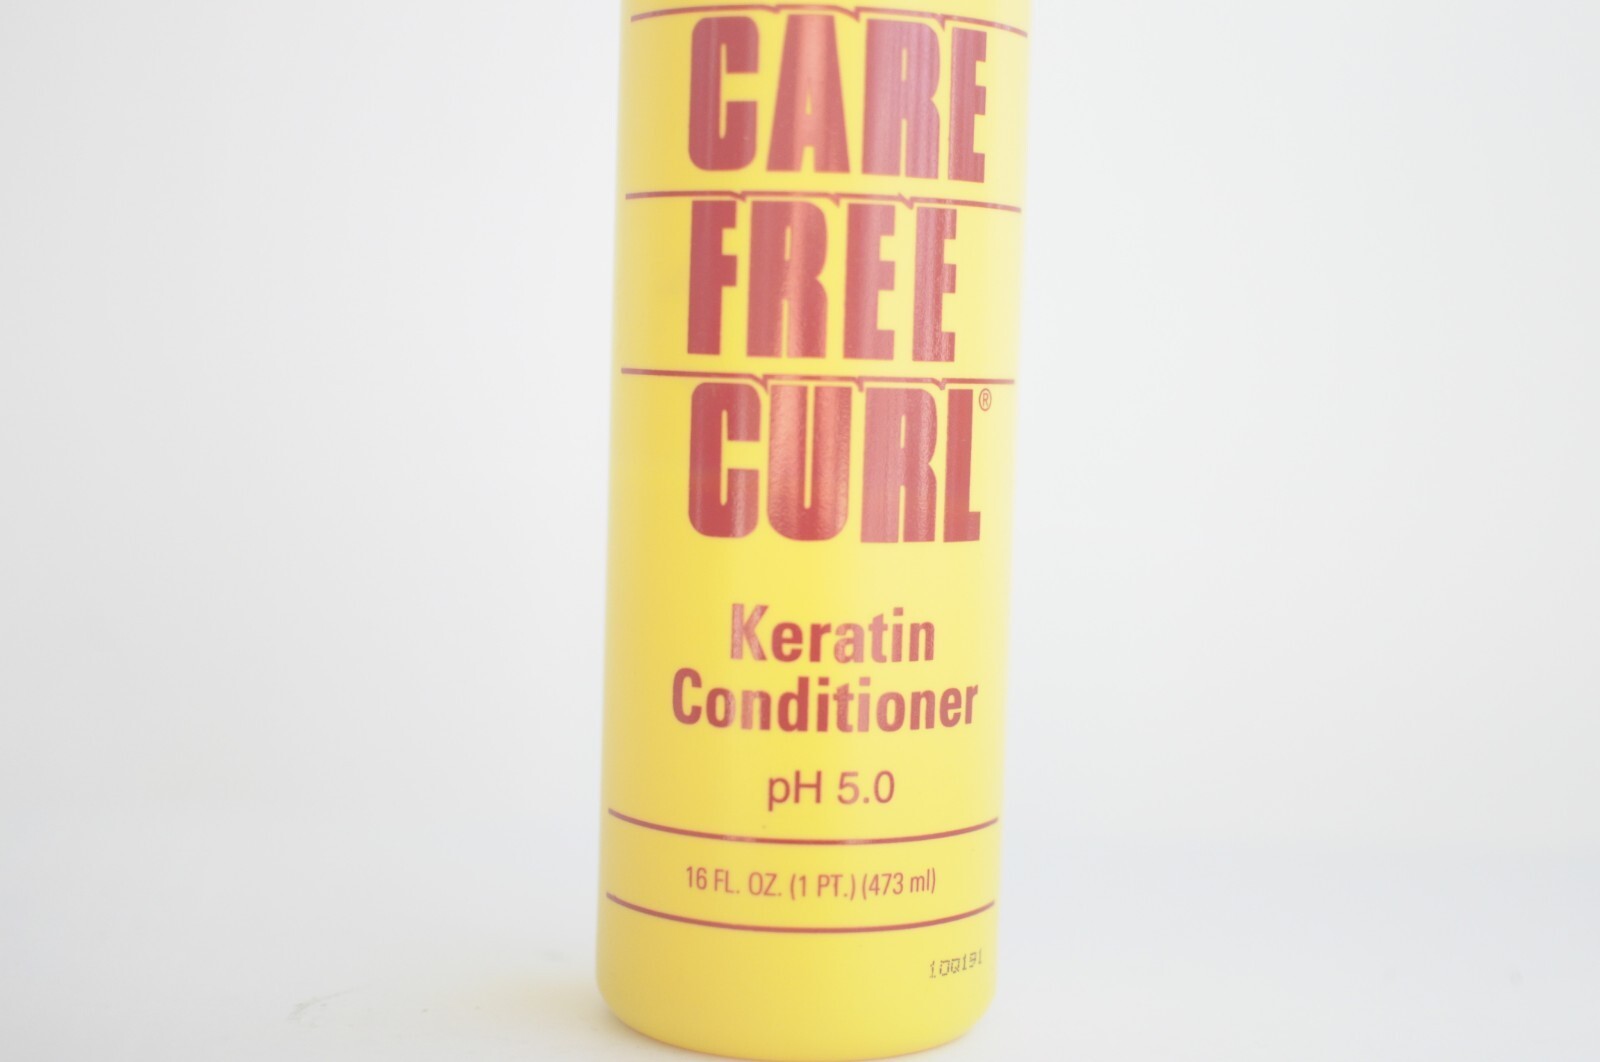 CARE
FREE
CURL®
Keratin
Conditioner
pH 5.0
16 FL. OZ. (1 PT.) (473 ml)
10Q191